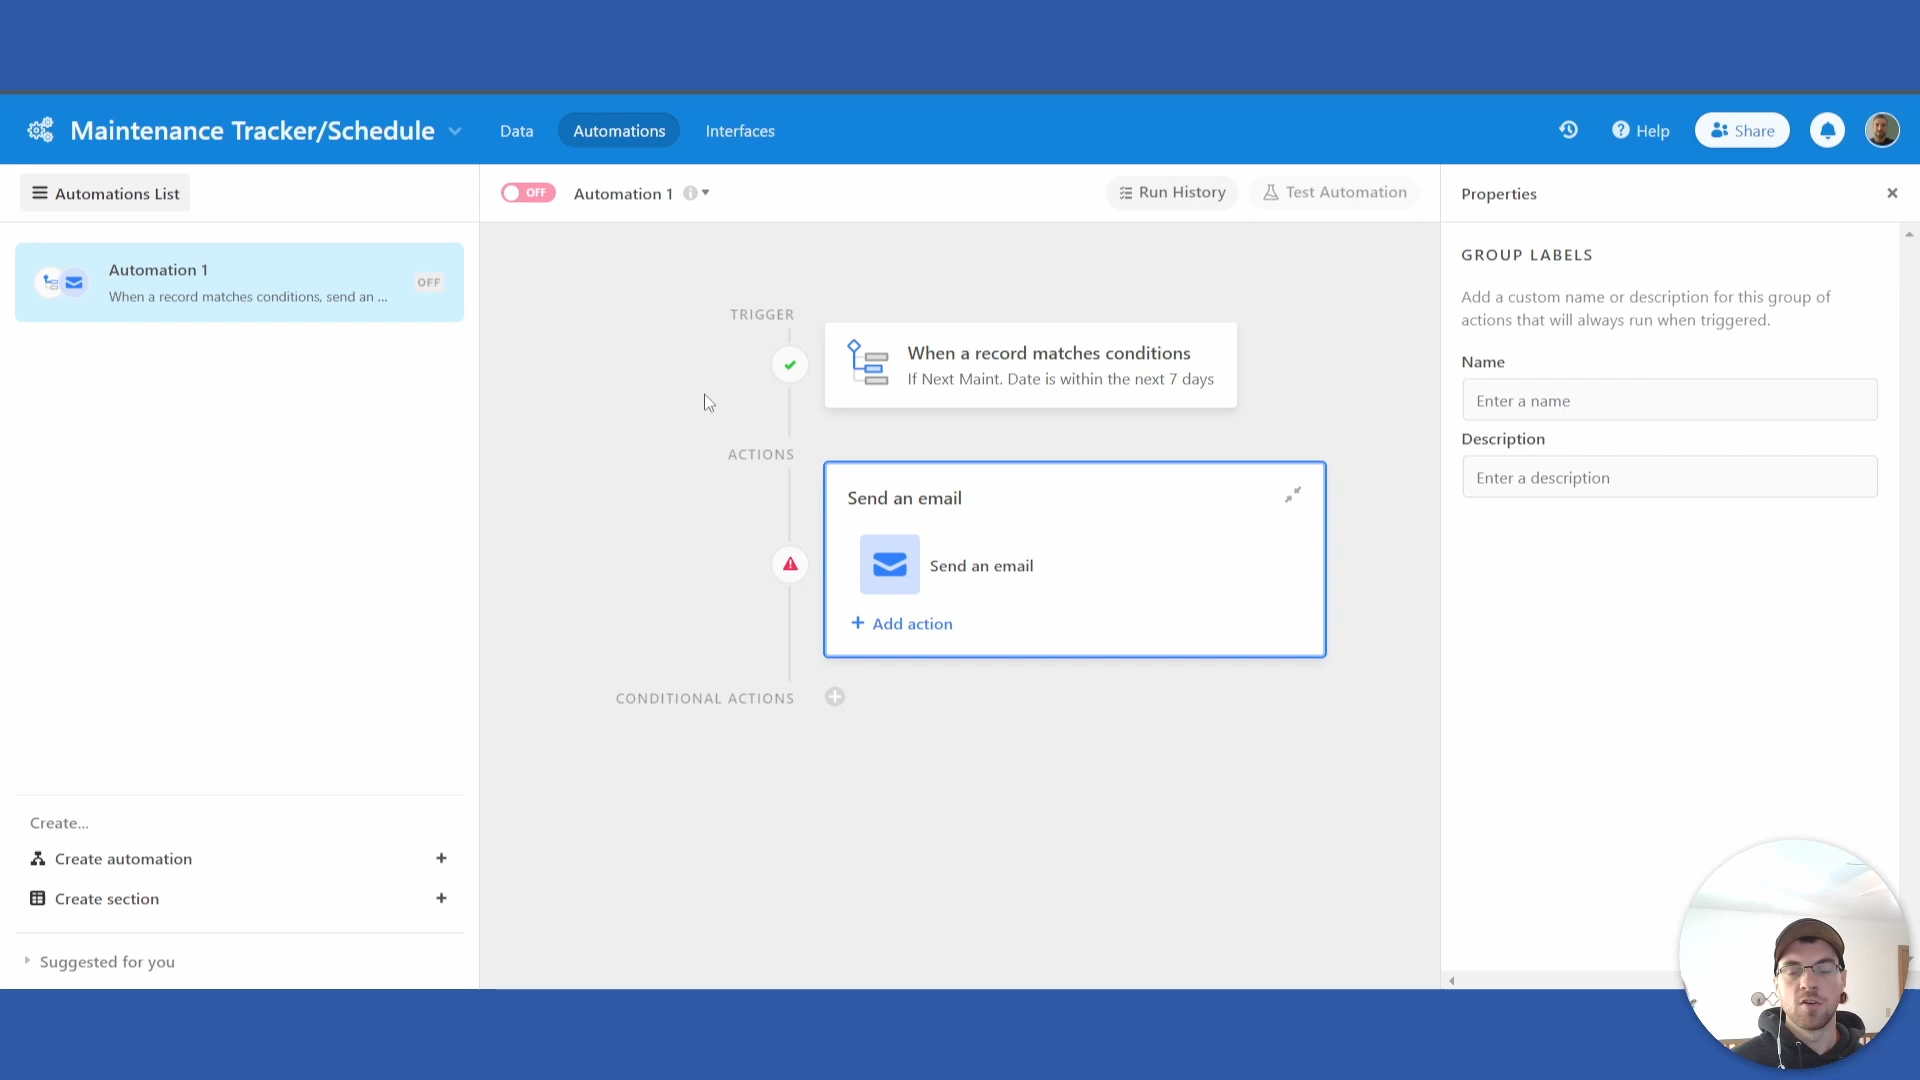 Maintenance Tracker/Schedule
Data
Automations
Interfaces
Help
Share
Automations List
OFF
Automation 1
Run History
Test Automation
Properties
Automation 1
When a record matches conditions, send an ...
OFF
GROUP LABELS
Add a custom name or description for this group of
actions that will always run when triggered.
Name
Enter a name
Description
Enter a description
TRIGGER
When a record matches conditions
If Next Maint. Date is within the next 7 days
ACTIONS
Send an email
Send an email
Add action
CONDITIONAL ACTIONS
Create...
Create automation
Create section
Suggested for you